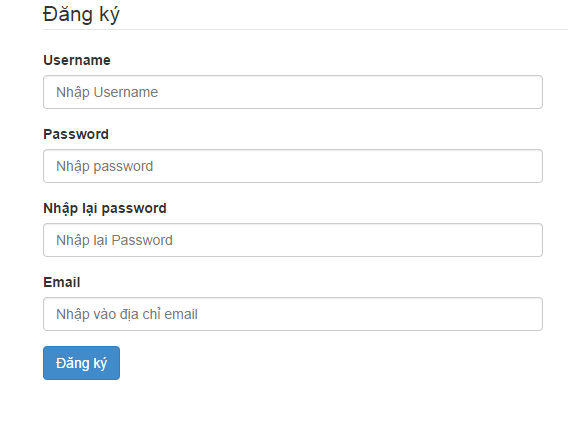 Đăng ký
Username
Nhập Username
Password
Nhập password
Nhập lại password
Nhập lại Password
Email
Nhập vào địa chỉ email
Đăng ký